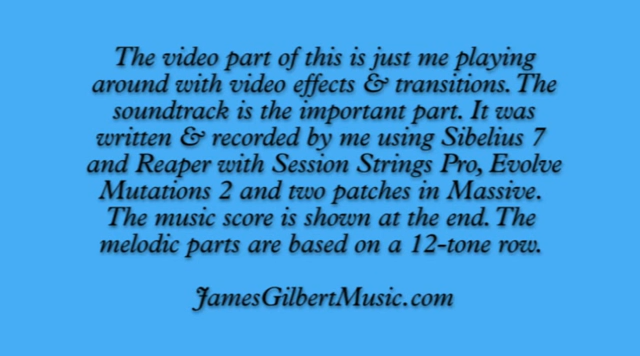 The video part of this is just me playing
around with video effects & transitions. The
soundtrack is the important part. It was
written & recorded by me using Sibelius 7
and Reaper with Session Strings Pro, Evolve
Mutations 2 and two patches in Massive.
The music score is shown at the end. The
melodic parts are based on a 12-tone row.
JamesGilbertMusic.com